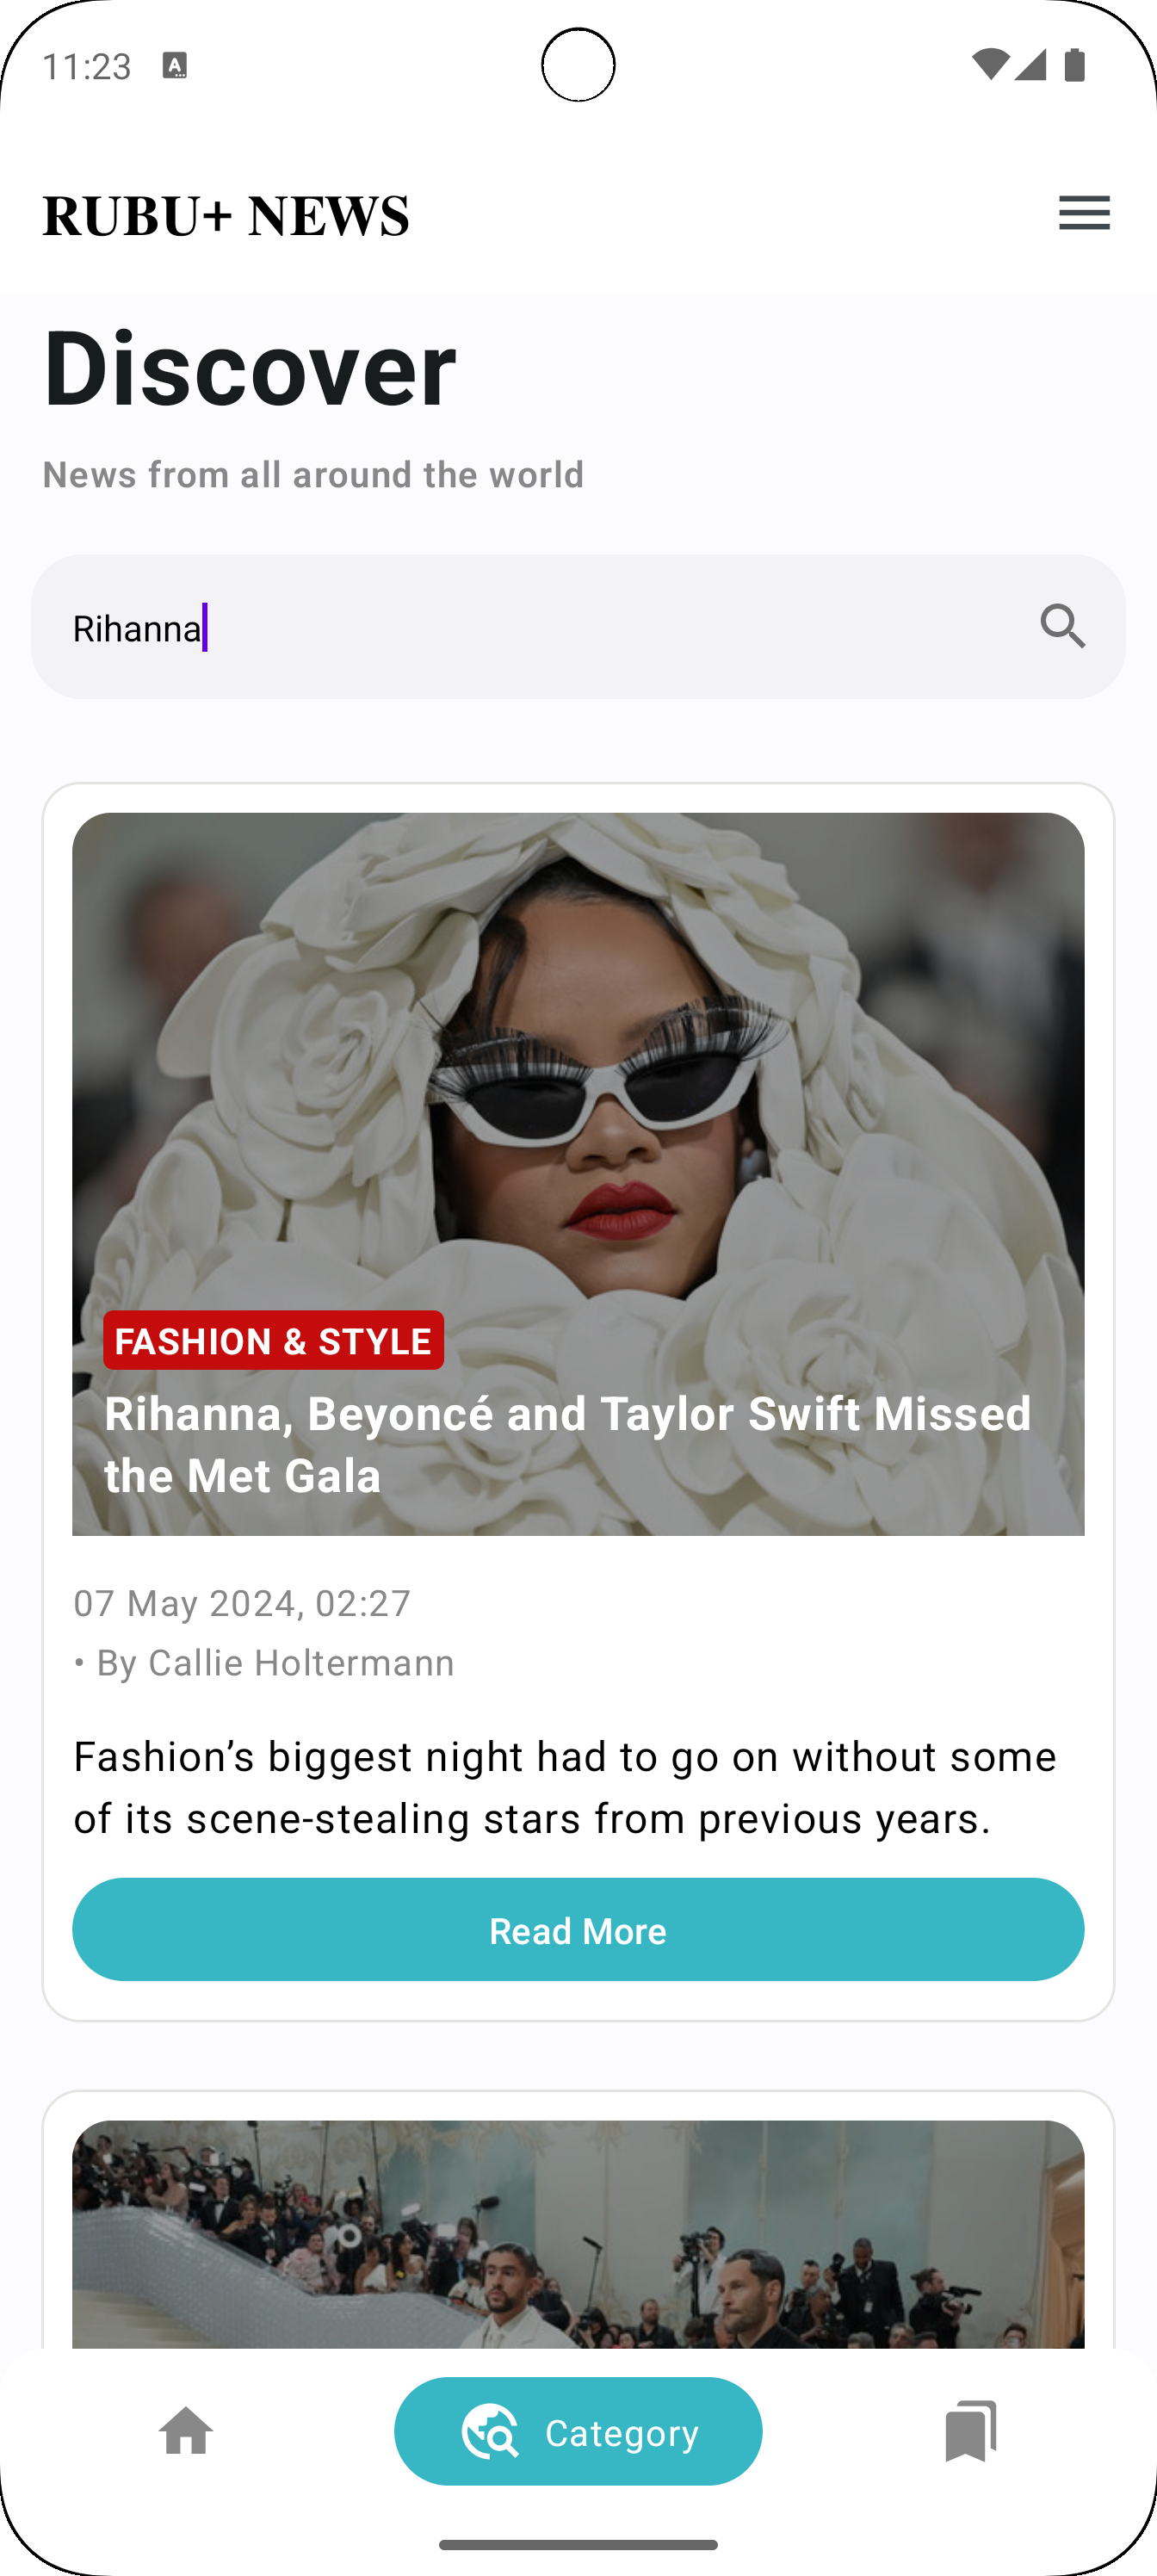 11:23
RUBU+ NEWS
Discover
News from all around the world
Rihanna
FASHION & STYLE
Rihanna, Beyoncé and Taylor Swift Missed
the Met Gala
07 May 2024, 02:27
• By Callie Holtermann
Fashion’s biggest night had to go on without some
of its scene-stealing stars from previous years.
Read More
Category